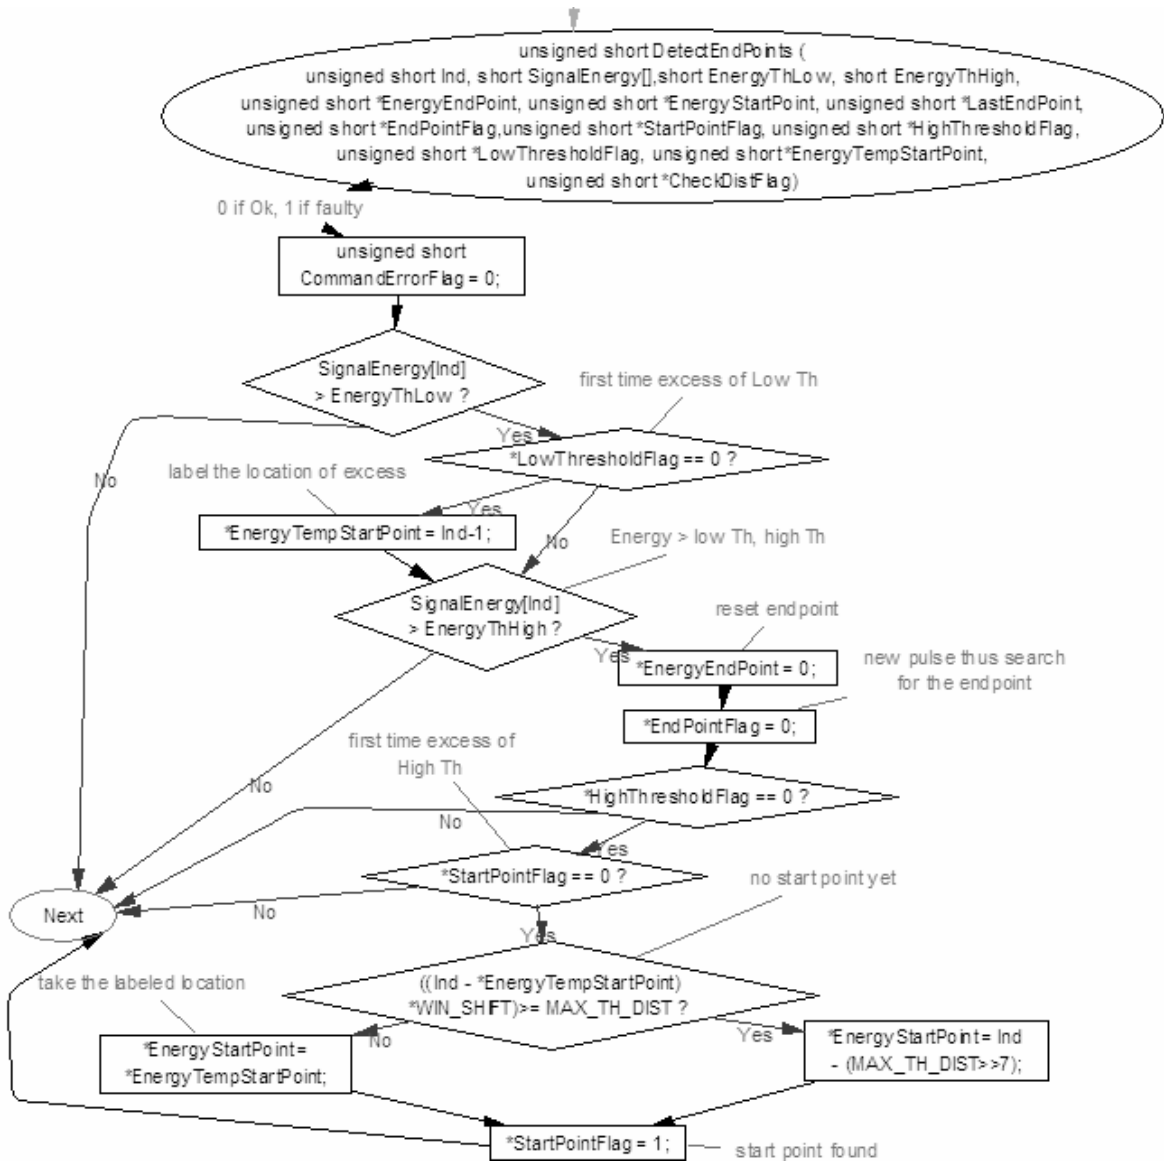 unsigned short DetectEndPoints (
unsigned short Ind, short SignalEnergy[],short EnergyThLow, short EnergyThHigh,
unsigned short *EnergyEndPoint, unsigned short *EnergyStartPoint, unsigned short *LastEndPoint,
unsigned short *EndPointFlag,unsigned short *StartPointFlag, unsigned short *HighThresholdFlag,
unsigned short *LowThresholdFlag, unsigned short*EnergyTempStartPoint,
unsigned short *CheckDistFlag)
0 if Ok, 1 if faulty
unsigned short
CommandErrorFlag = 0;
SignalEnergy[Ind]
> EnergyThLow ?
first time excess of Low Th
Yes
No
*LowThresholdFlag == 0 ?
label the location of excess
Yes
*EnergyTempStartPoint= Ind-1;
No
Energy > low Th, high Th
SignalEnergy[Ind]
> EnergyThHigh ?
reset endpoint
Yes
*EnergyEndPoint = 0;
new pulse thus search
for the endpoint
*EndPointFlag = 0;
first time excess of
High Th
No
*HighThresholdFlag == 0 ?
No
Yes
*StartPointFlag == 0 ?
no start point yet
Next
No
Yes
take the labeled location
((Ind - *EnergyTempStartPoint)
*WIN_SHIFT)>= MAX_TH_DIST ?
No
Yes
*EnergyStartPoint=
*EnergyTempStartPoint;
*EnergyStartPoint= Ind
- (MAX_TH_DIST>>7);
*StartPointFlag = 1;
start point found